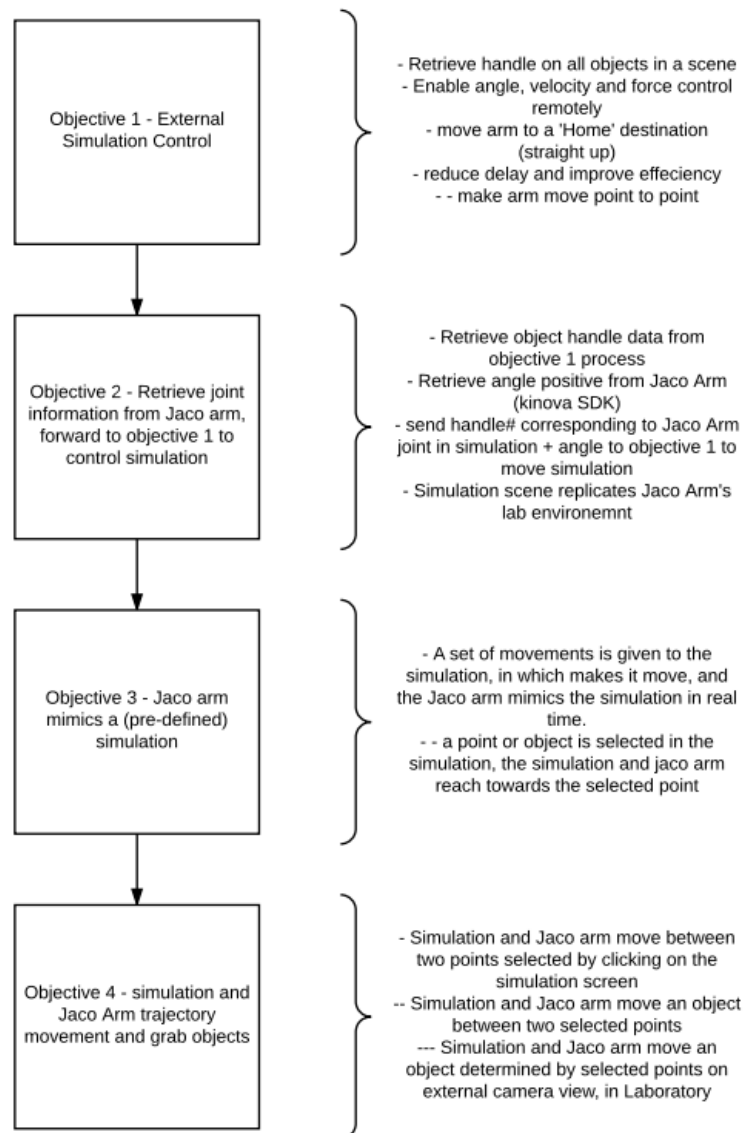 Objective 1 - External
Simulation Control
- Retrieve handle on all objects in a scene
- Enable angle, velocity and force control
remotely
- move arm to a 'Home' destination
(straight up)
- reduce delay and improve effeciency
- - make arm move point to point
Objective 2 - Retrieve joint
information from Jaco arm,
forward to objective 1 to
control simulation
- Retrieve object handle data from
objective 1 process
- Retrieve angle positive from Jaco Arm
(kinova SDK)
- send handle# corresponding to Jaco Arm
joint in simulation + angle to objective 1 to
move simulation
- Simulation scene replicates Jaco Arm's
lab environemnt
Objective 3 - Jaco arm
mimics a (pre-defined)
simulation
- A set of movements is given to the
simulation, in which makes it move, and
the Jaco arm mimics the simulation in real
time.
- - a point or object is selected in the
simulation, the simulation and jaco arm
reach towards the selected point
Objective 4 - simulation and
Jaco Arm trajectory
movement and grab objects
- Simulation and Jaco arm move between
two points selected by clicking on the
simulation screen
-- Simulation and Jaco arm move an object
between two selected points
--- Simulation and Jaco arm move an
object determined by selected points on
external camera view, in Laboratory